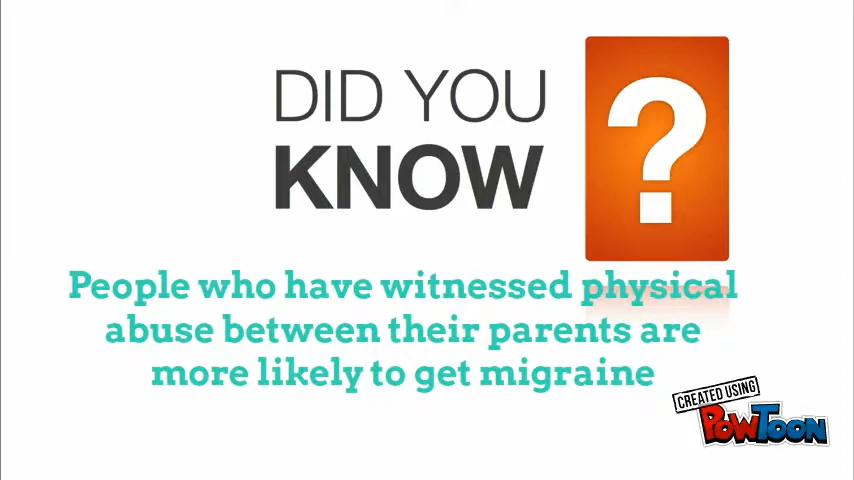 DID YOU
KNOW
?
People who have witnessed physical
abuse between their parents are
more likely to get migraine
CREATED USING
POWTOON